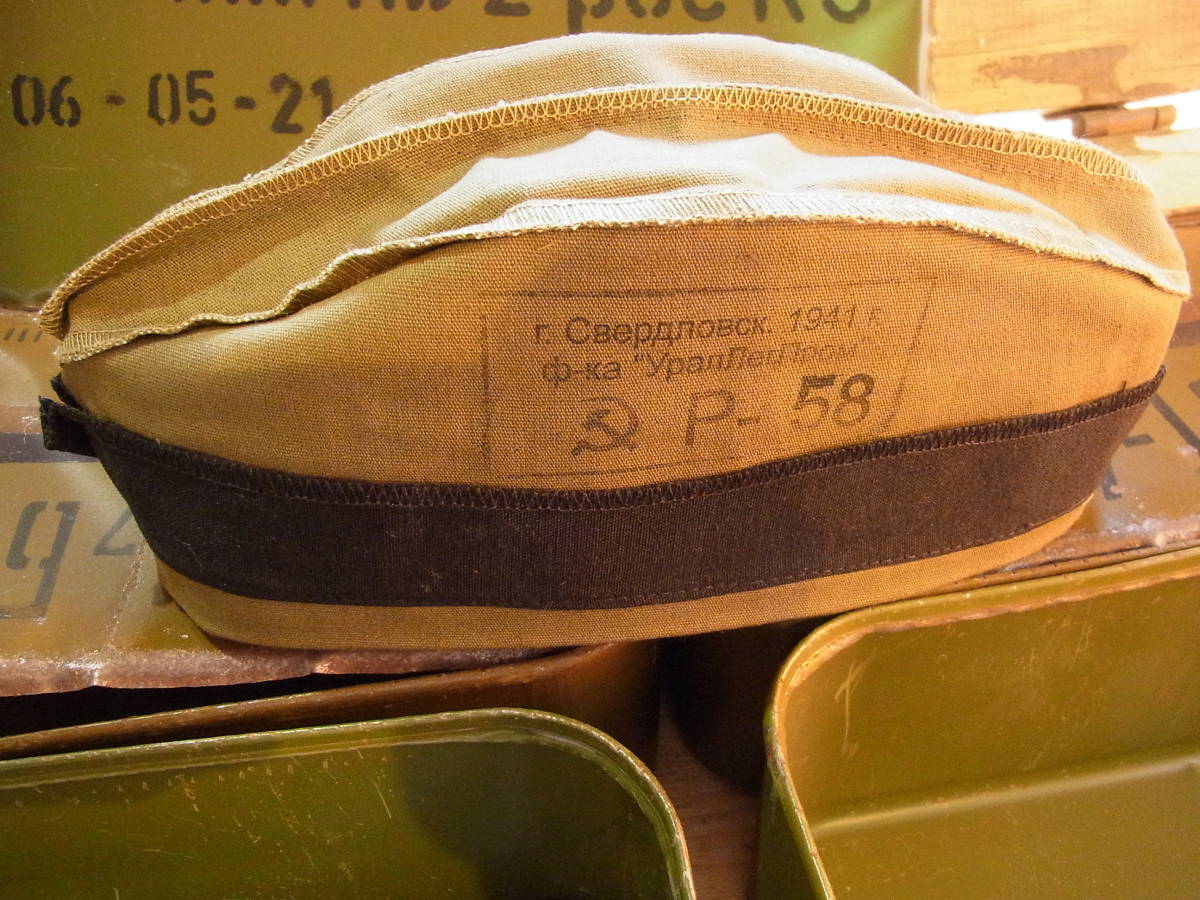 06-05-21
г. Свердловск. 1941 г.
ф-ка "УралЛегПром"
Р- 58